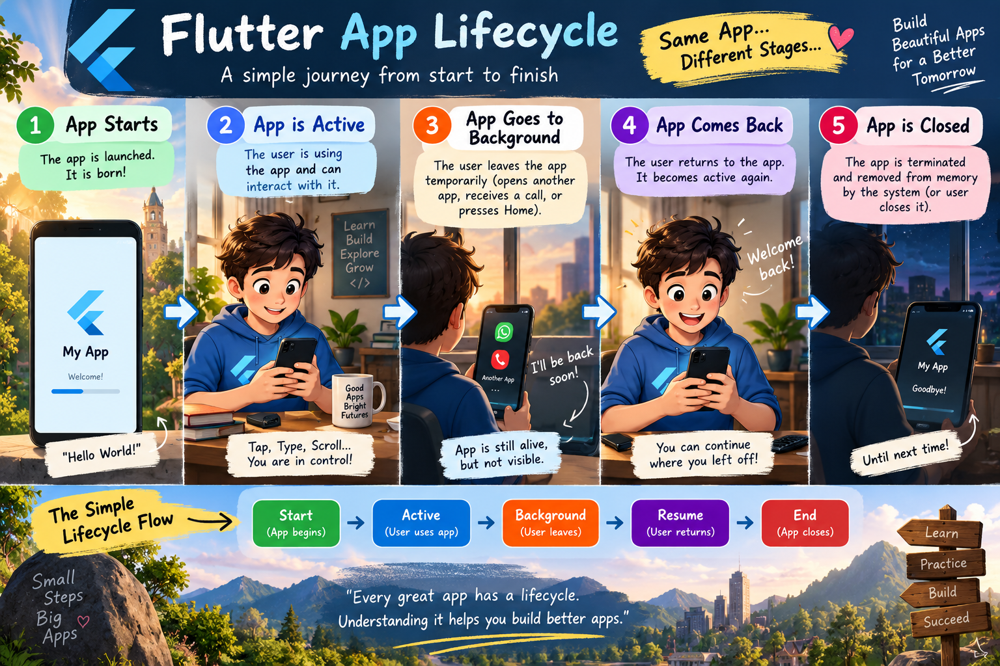 Flutter App Lifecycle
A simple journey from start to finish
Same App...
Different Stages...
Build
Beautiful Apps
for a Better
Tomorrow
1 App Starts
The app is launched.
It is born!
My App
Welcome!
"Hello World!"
2 App is Active
The user is using
the app and can
interact with it.
Learn
Build
Explore
Grow
</>
Good
Apps
Bright
Futures
Tap, Type, Scroll...
You are in control!
3 App Goes to
Background
The user leaves the app
temporarily (opens another
app, receives a call, or
presses Home).
Another App
...
I'll be back
soon!
App is still alive,
but not visible.
4 App Comes Back
The user returns to the app.
It becomes active again.
Welcome
back!
You can continue
where you left off!
5 App is Closed
The app is terminated
and removed from memory
by the system (or user
closes it).
My App
Goodbye!
Until next time!
The Simple
Lifecycle Flow
Start
(App begins)
Active
(User uses app)
Background
(User leaves)
Resume
(User returns)
End
(App closes)
Small
Steps
Big
Apps
"Every great app has a lifecycle.
Understanding it helps you build better apps."
Learn
Practice
Build
Succeed